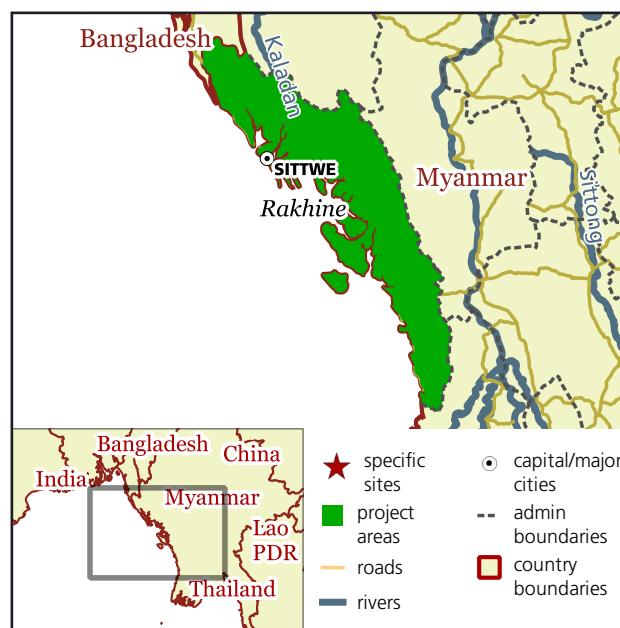 Bangladesh
Kaladan
SITTWE
Rakhine
Myanmar
Sittong
Bangladesh
China
India
Myanmar
Lao
PDR
Thailand
specific
sites
project
areas
roads
rivers
capital/major
cities
admin
boundaries
country
boundaries